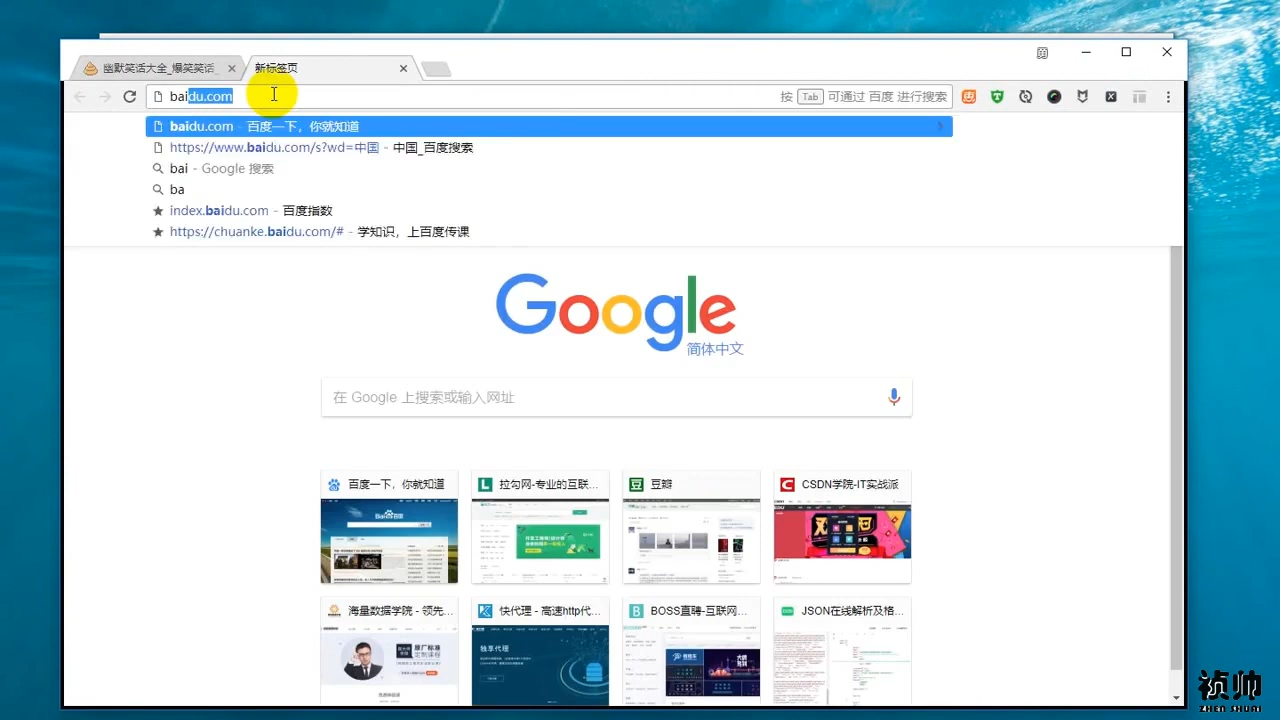 幽默笑话大全_爆笑笑话_
新标签页
baidu.com
按 Tab 可通过 百度 进行搜索
baidu.com - 百度一下，你就知道
https://www.baidu.com/s?wd=中国 - 中国_百度搜索
bai - Google 搜索
ba
index.baidu.com - 百度指数
https://chuanke.baidu.com/# - 学知识，上百度传课
Google
简体中文
在 Google 上搜索或输入网址
百度一下，你就知道
拉勾网-专业的互联...
豆瓣
CSDN学院-IT实战派
海量数据学院 - 领先...
快代理 - 高速http代...
BOSS直聘-互联网...
JSON在线解析及格...
独享代理
祯帅
ZHEN SHUAI